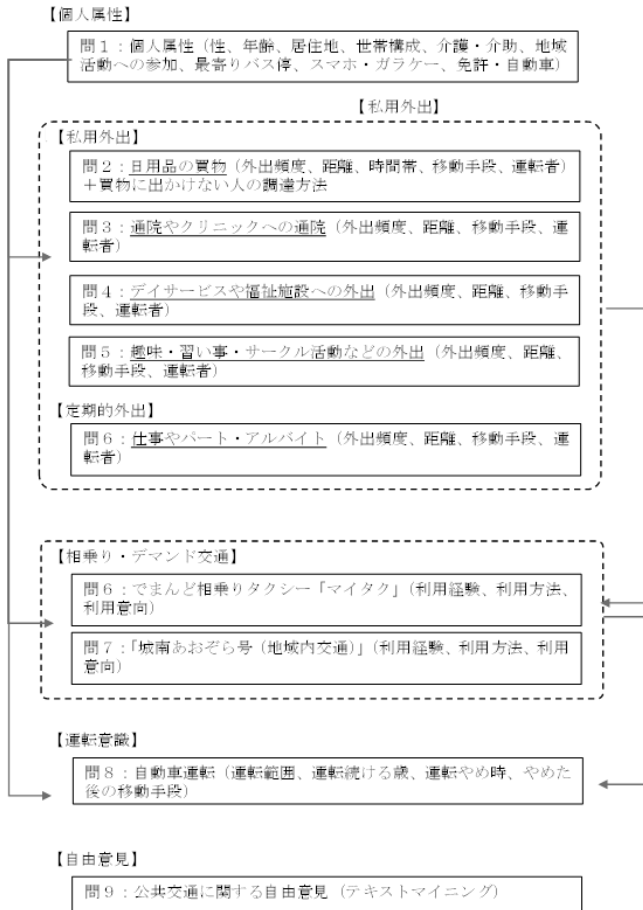 【個人属性】
問１：個人属性（性、年齢、居住地、世帯構成、介護・介助、地域
活動への参加、最寄りバス停、スマホ・ガラケー、免許・自動車）
【私用外出】
【私用外出】
問２：日用品の買物（外出頻度、距離、時間帯、移動手段、運転者）
＋買物に出かけない人の調達方法
問３：通院やクリニックへの通院（外出頻度、距離、移動手段、運
転者）
問４：デイサービスや福祉施設への外出（外出頻度、距離、移動手
段、運転者）
問５：趣味・習い事・サークル活動などの外出（外出頻度、距離、
移動手段、運転者）
【定期的外出】
問６：仕事やパート・アルバイト（外出頻度、距離、移動手段、運
転者）
【相乗り・デマンド交通】
問６：でまんど相乗りタクシー「マイタク」（利用経験、利用方法、
利用意向）
問７：「城南あおぞら号（地域内交通）」（利用経験、利用方法、利用
意向）
【運転意識】
問８：自動車運転（運転範囲、運転続ける歳、運転やめ時、やめた
後の移動手段）
【自由意見】
問９：公共交通に関する自由意見（テキストマイニング）